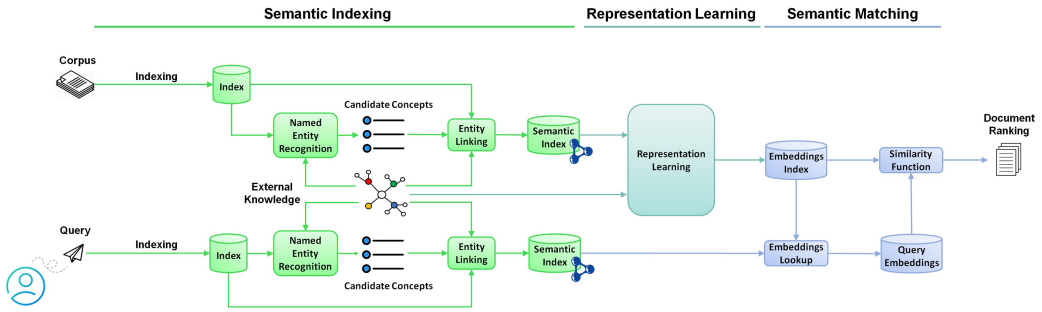 Semantic Indexing
Representation Learning
Semantic Matching
Corpus
Indexing
Index
Candidate Concepts
Named
Entity
Recognition
Entity
Linking
Semantic
Index
Representation
Learning
Embeddings
Index
Similarity
Function
Document
Ranking
External
Knowledge
Query
Indexing
Index
Named
Entity
Recognition
Candidate Concepts
Entity
Linking
Semantic
Index
Embeddings
Lookup
Query
Embeddings